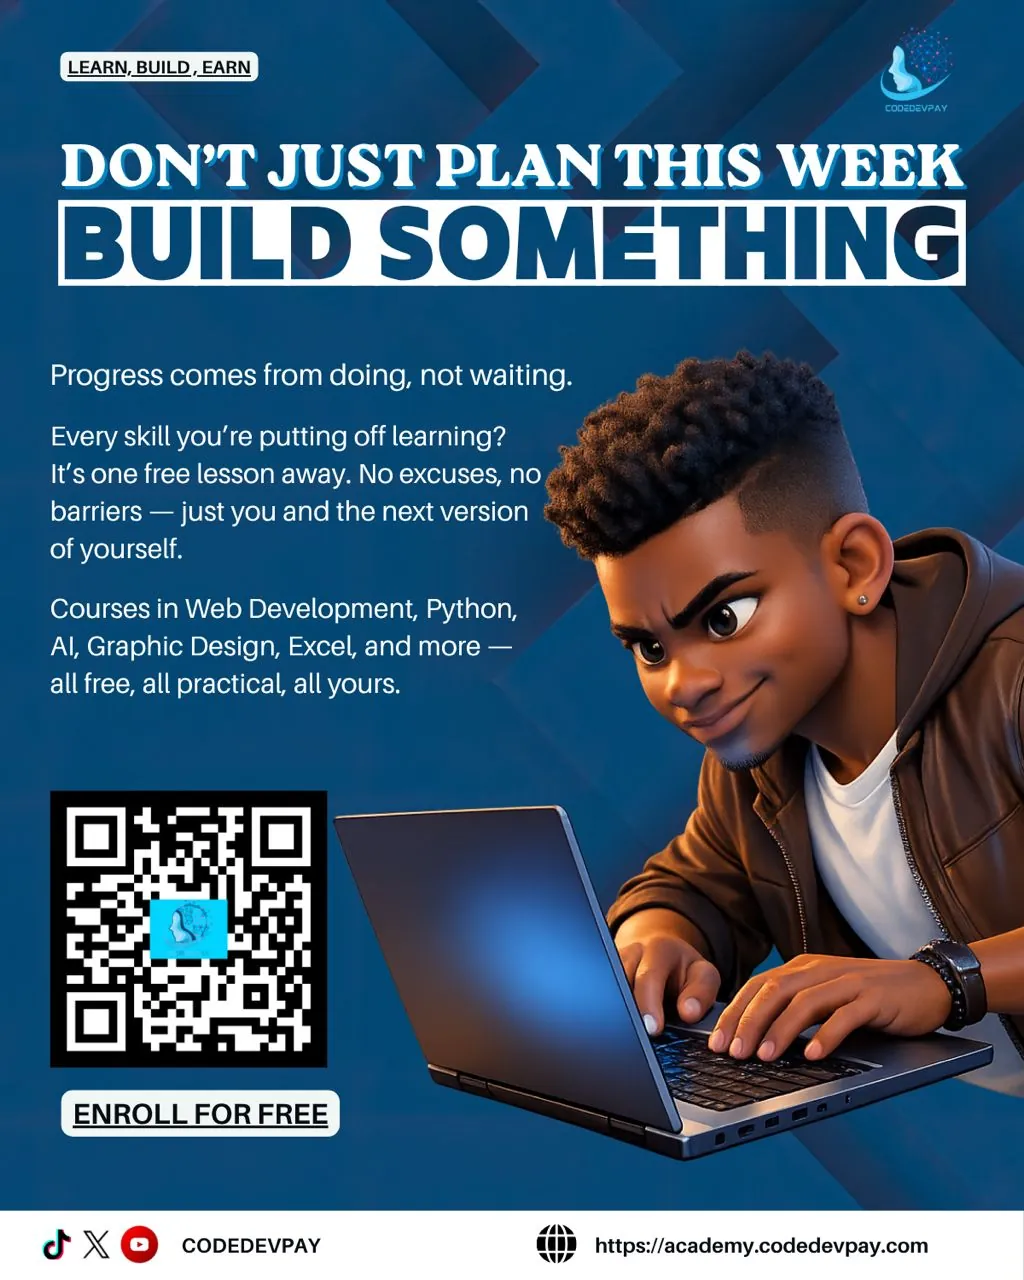 LEARN, BUILD , EARN
CODEDEVPAY
DON'T JUST PLAN THIS WEEK
BUILD SOMETHING
Progress comes from doing, not waiting.
Every skill you're putting off learning?
It's one free lesson away. No excuses, no
barriers — just you and the next version
of yourself.
Courses in Web Development, Python,
AI, Graphic Design, Excel, and more —
all free, all practical, all yours.
ENROLL FOR FREE
CODEDEVPAY
https://academy.codedevpay.com